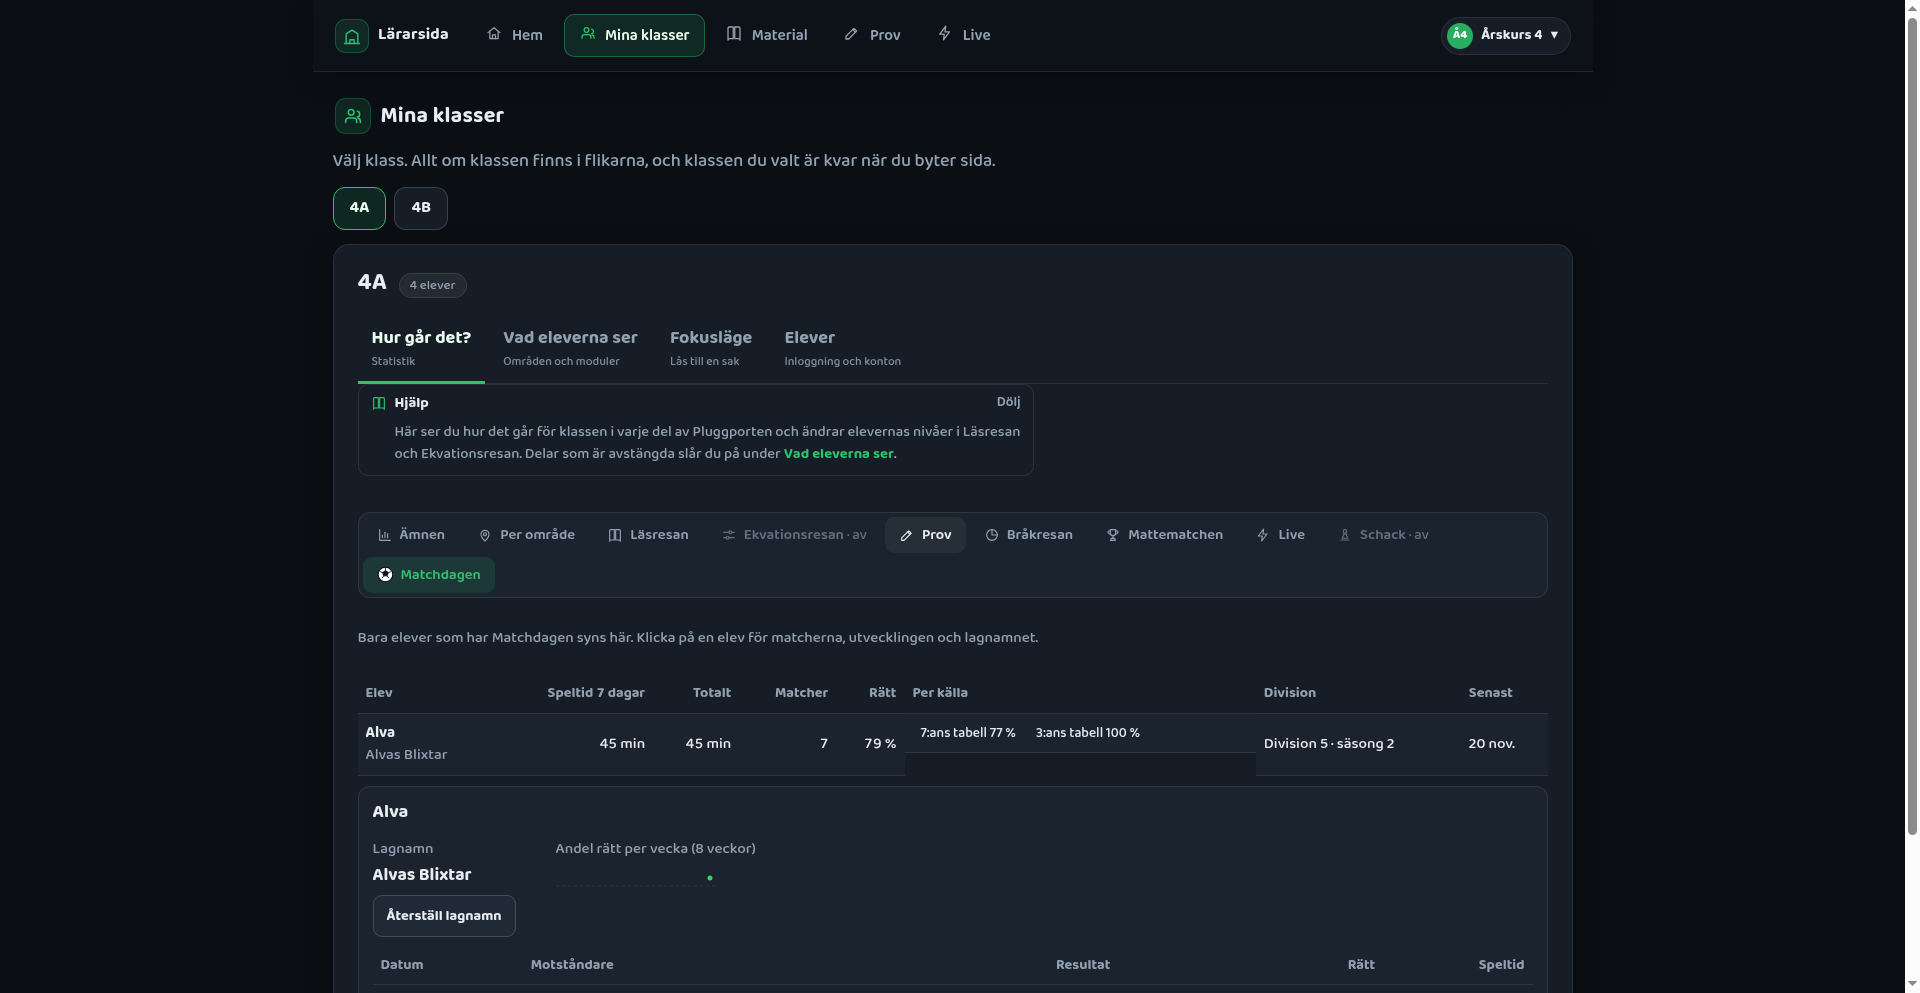 Lärarsida
Hem
Mina klasser
Material
Prov
Live
Å4
Årskurs 4 ▼
Mina klasser
Välj klass. Allt om klassen finns i flikarna, och klassen du valt är kvar när du byter sida.
4A
4B
4A
4 elever
Hur går det?
Statistik
Vad eleverna ser
Områden och moduler
Fokusläge
Lås till en sak
Elever
Inloggning och konton
Hjälp
Dölj
Här ser du hur det går för klassen i varje del av Pluggporten och ändrar elevernas nivåer i Läsresan
och Ekvationsresan. Delar som är avstängda slår du på under Vad eleverna ser.
Ämnen
Per område
Läsresan
Ekvationsresan · av
Prov
Bråkresan
Mattematchen
Live
Schack · av
Matchdagen
Bara elever som har Matchdagen syns här. Klicka på en elev för matcherna, utvecklingen och lagnamnet.
Elev
Speltid 7 dagar
Totalt
Matcher
Rätt
Per källa
Division
Senast
Alva
Alvas Blixtar
45 min
45 min
7
79 %
7:ans tabell 77 %
3:ans tabell 100 %
Division 5 · säsong 2
20 nov.
Alva
Lagnamn
Alvas Blixtar
Återställ lagnamn
Andel rätt per vecka (8 veckor)
Datum
Motståndare
Resultat
Rätt
Speltid